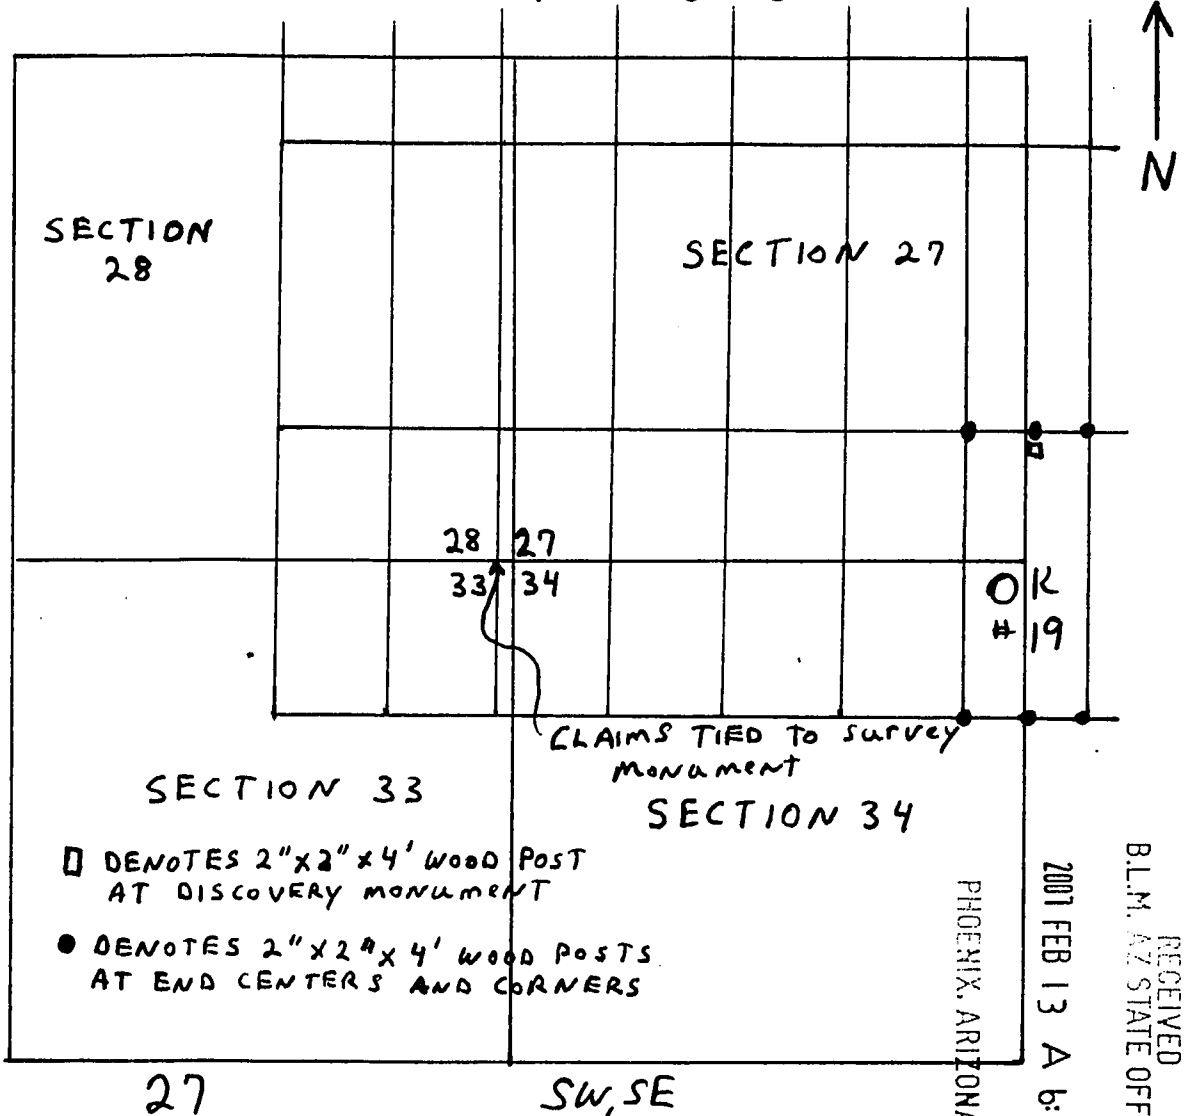 N
SECTION
28
SECTION 27
28 27
33 34
OK
# 19
CLAIMS TIED TO survey
monument
SECTION 33
SECTION 34
DENOTES 2"x2"x4' WOOD POST
AT DISCOVERY monument
DENOTES 2"x2"x4' WOOD POSTS
AT END CENTERS AND CORNERS
RECEIVED
B.L.M. AZ STATE OFF
2007 FEB 13 A 6:
PHOENIX, ARIZONA
27
SW, SE